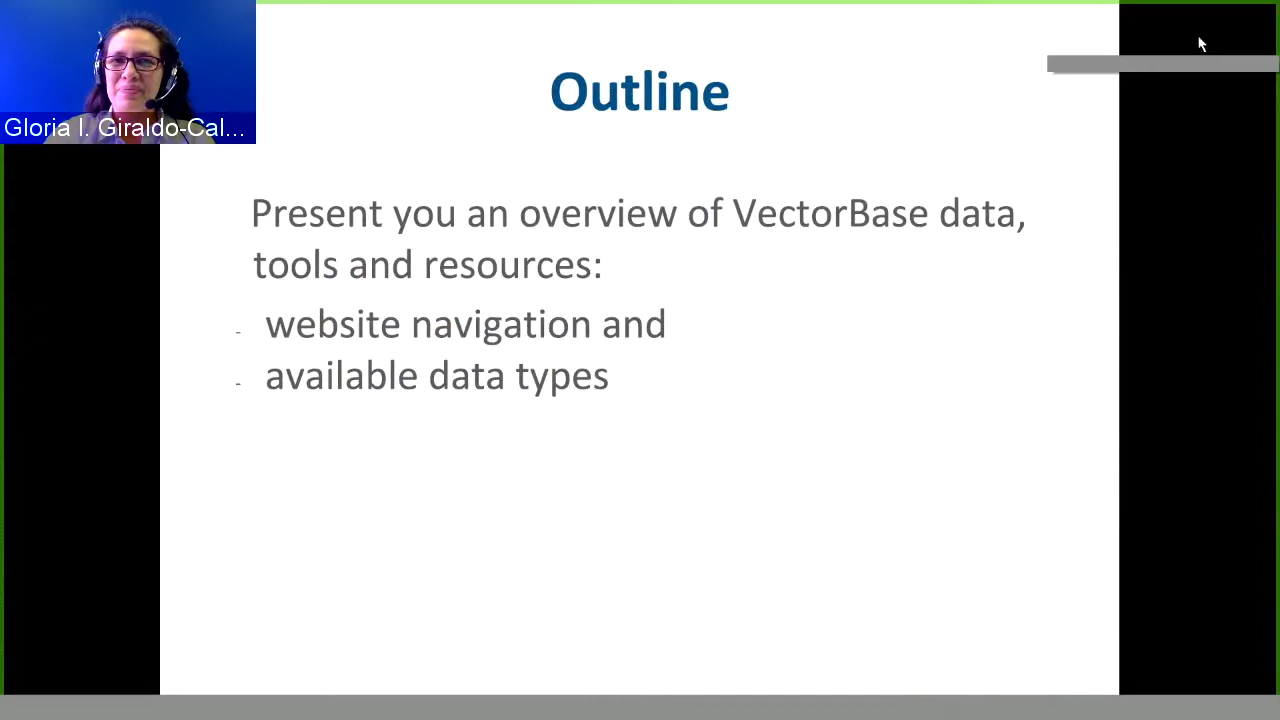 Outline
Gloria I. Giraldo-Cal...
Present you an overview of VectorBase data,
tools and resources:
- website navigation and
- available data types